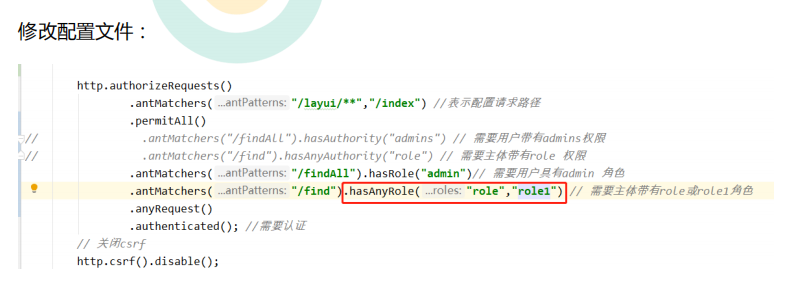 修改配置文件：
http.authorizeRequests()
.antMatchers( ...antPatterns: "/layui/**","/index") //表示配置请求路径
.permitAll()
// .antMatchers("/findAll").hasAuthority("admins") // 需要用户带有admins权限
// .antMatchers("/find").hasAnyAuthority("role") // 需要主体带有role 权限
.antMatchers( ...antPatterns: "/findAll").hasRole("admin")// 需要用户具有admin 角色
.antMatchers( ...antPatterns: "/find").hasAnyRole( ...roles: "role","role1") // 需要主体带有role或role1角色
.anyRequest()
.authenticated(); //需要认证
// 关闭csrf
http.csrf().disable();